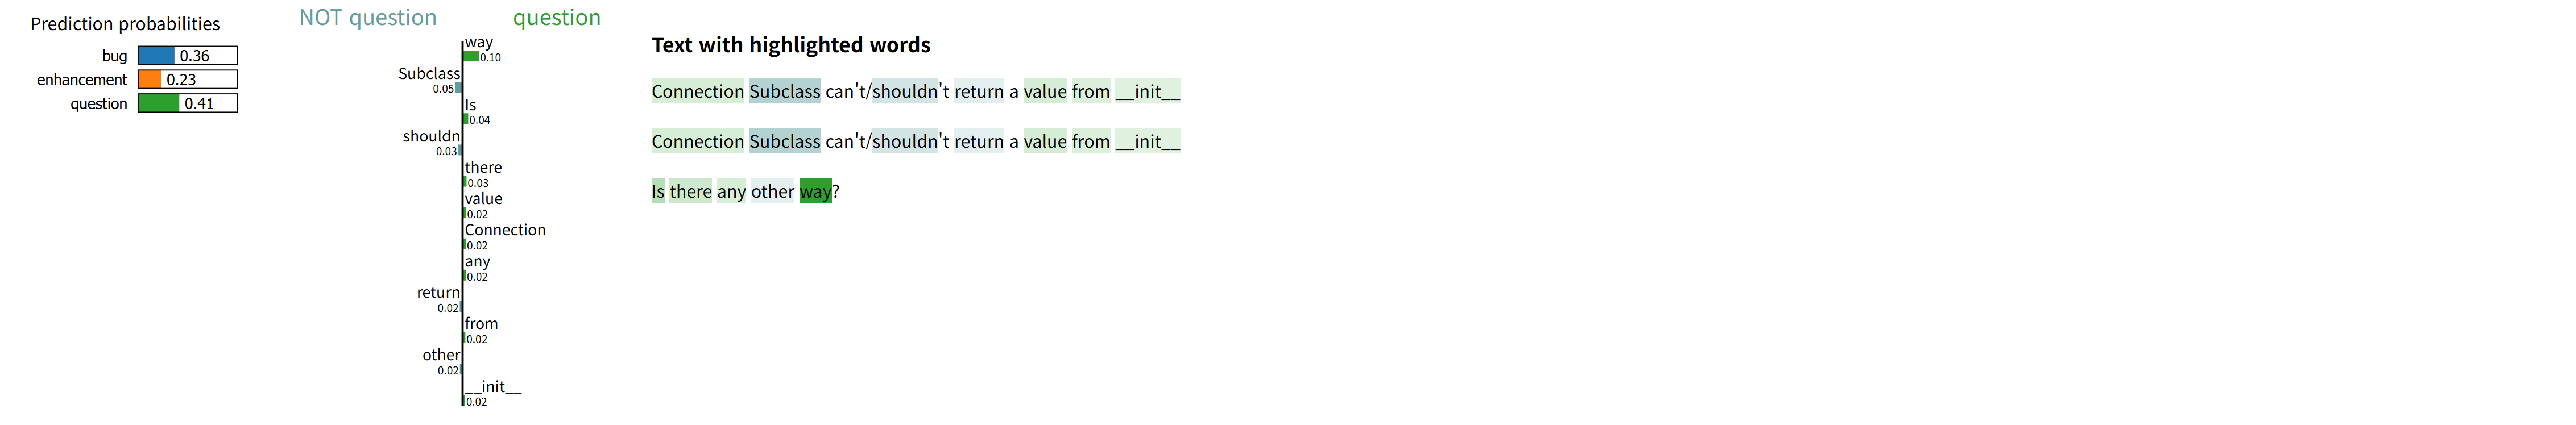 Prediction probabilities
bug 0.36
enhancement 0.23
question 0.41
NOT question question
way
0.10
Subclass
0.05
Is
0.04
shouldn
0.03
there
0.03
value
0.02
Connection
0.02
any
0.02
return
0.02
from
0.02
other
0.02
__init__
0.02
Text with highlighted words
Connection Subclass can't/shouldn't return a value from __init__
Connection Subclass can't/shouldn't return a value from __init__
Is there any other way?